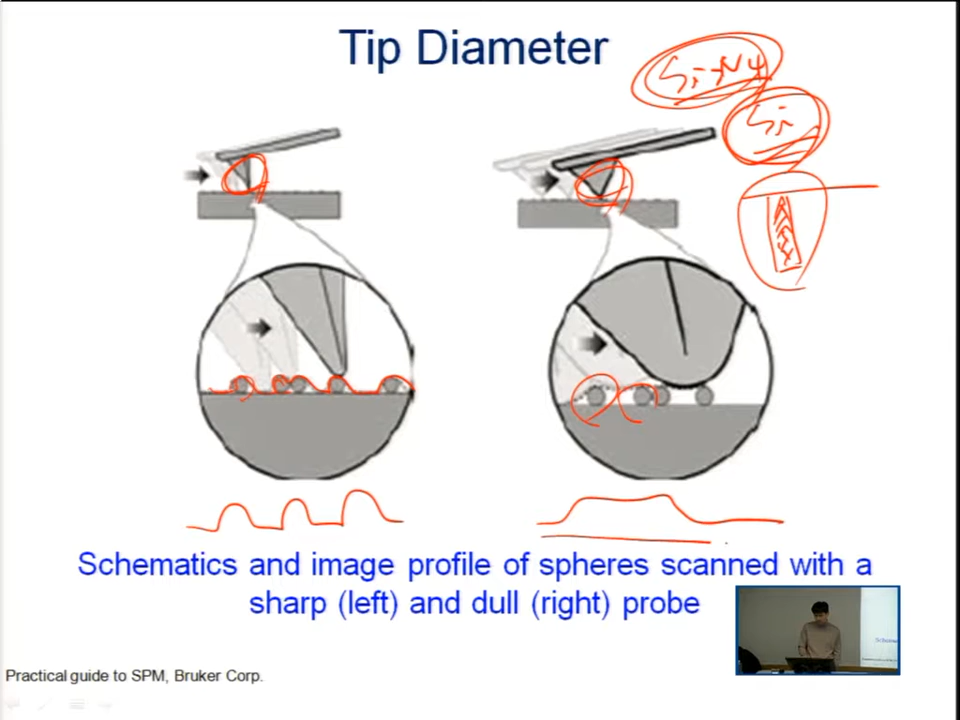 Tip Diameter
Si3N4
Si
Schematics and image profile of spheres scanned with a
sharp (left) and dull (right) probe
Practical guide to SPM, Bruker Corp.